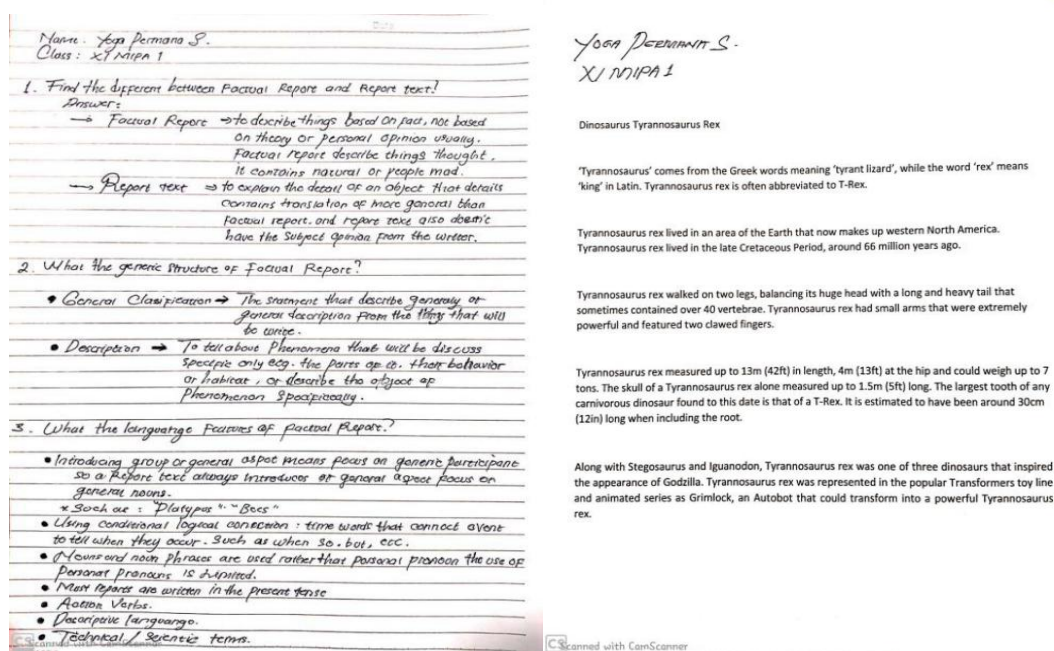 Date
Name : Yoga Permana S.
Class : XI MIPA 1
1. Find the different between Factual Report and Report text!
Answer :
→ Factual Report → to describe things based on fact, not based
on theory or personal opinion usually.
Factual report describe things thought,
it contains natural or people mad.
→ Report text ⇒ to explain the detail of an object that details
contains translation of more general than
factual report. and report text also doesn't
have the subject opinion from the writer.
2. What the generic structure of Factual Report?
• General Clasification → The statment that describe generaly or
general description from the thing that will
be write.
• Description → To tell about Phenomena that will be discuss
specific only eg. the parts of it. their bahavior
or habitat, or describe the object of
Phenomenon Specifically.
3. What the languange Features of factual Report?
• Introducing group or general aspet means focus on generic participant
so a Report text always introduces of general aspect focus on
general nouns.
* Such as : "Platypus" "Bees"
• Using conditional logical conection : time words that connect event
to tell when they occur. Such as when so, but, etc.
• Nouns and noun phrases are used rather that personal pronoun the use of
Personal Pronouns is Limited.
• Most reports are written in the present tense
• Action Verbs.
• Descriptive languange.
• Technical / Scientic terms.
CS Scanned with CamScanner
YOGA PERMANA S.
XI MIPA 1
Dinosaurus Tyrannosaurus Rex
'Tyrannosaurus' comes from the Greek words meaning 'tyrant lizard', while the word 'rex' means
'king' in Latin. Tyrannosaurus rex is often abbreviated to T-Rex.
Tyrannosaurus rex lived in an area of the Earth that now makes up western North America.
Tyrannosaurus rex lived in the late Cretaceous Period, around 66 million years ago.
Tyrannosaurus rex walked on two legs, balancing its huge head with a long and heavy tail that
sometimes contained over 40 vertebrae. Tyrannosaurus rex had small arms that were extremely
powerful and featured two clawed fingers.
Tyrannosaurus rex measured up to 13m (42ft) in length, 4m (13ft) at the hip and could weigh up to 7
tons. The skull of a Tyrannosaurus rex alone measured up to 1.5m (5ft) long. The largest tooth of any
carnivorous dinosaur found to this date is that of a T-Rex. It is estimated to have been around 30cm
(12in) long when including the root.
Along with Stegosaurus and Iguanodon, Tyrannosaurus rex was one of three dinosaurs that inspired
the appearance of Godzilla. Tyrannosaurus rex was represented in the popular Transformers toy line
and animated series as Grimlock, an Autobot that could transform into a powerful Tyrannosaurus
rex.
CS Scanned with CamScanner